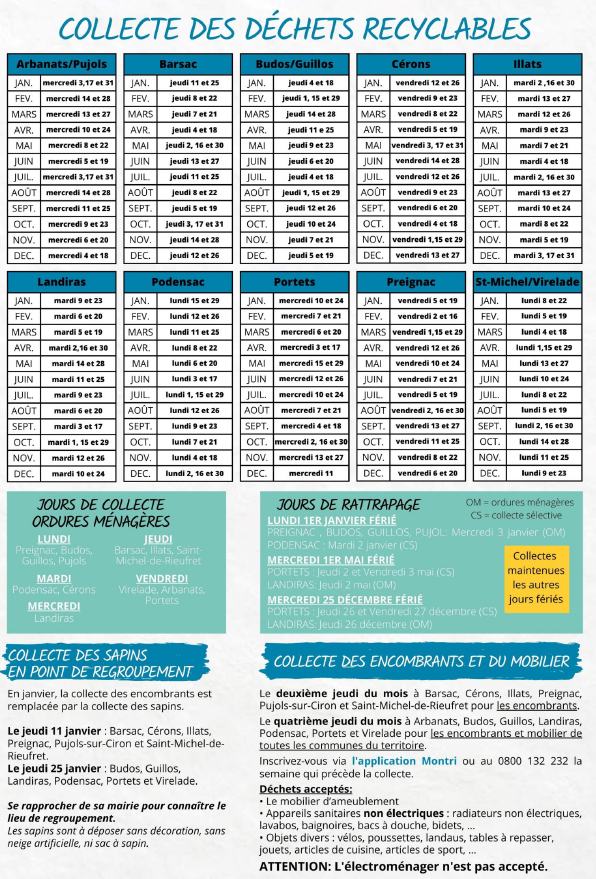 COLLECTE DES DÉCHETS RECYCLABLES
Arbanats/Pujols
JAN. mercredi 3,17 et 31
FEV. mercredi 14 et 28
MARS mercredi 13 et 27
AVR. mercredi 10 et 24
MAI mercredi 8 et 22
JUIN mercredi 5 et 19
JUIL. mercredi 3,17 et 31
AOÛT mercredi 14 et 28
SEPT. mercredi 11 et 25
OCT. mercredi 9 et 23
NOV. mercredi 6 et 20
DEC. mercredi 4 et 18
Barsac
JAN. jeudi 11 et 25
FEV. jeudi 8 et 22
MARS jeudi 7 et 21
AVR. jeudi 4 et 18
MAI jeudi 2, 16 et 30
JUIN jeudi 13 et 27
JUIL. jeudi 11 et 25
AOÛT jeudi 8 et 22
SEPT. jeudi 5 et 19
OCT. jeudi 3, 17 et 31
NOV. jeudi 14 et 28
DEC. jeudi 12 et 26
Budos/Guillos
JAN. jeudi 4 et 18
FEV. jeudi 1, 15 et 29
MARS jeudi 14 et 28
AVR. jeudi 11 e 25
MAI jeudi 9 et 23
JUIN jeudi 6 et 20
JUIL. jeudi 4 et 18
AOÛT jeudi 1, 15 et 29
SEPT. jeudi 12 et 26
OCT. jeudi 10 et 24
NOV. jeudi 7 et 21
DEC. jeudi 5 et 19
Cérons
JAN. vendredi 12 et 26
FEV. vendredi 9 et 23
MARS vendredi 8 et 22
AVR. vendredi 5 et 19
MAI vendredi 3, 17 et 31
JUIN vendredi 14 et 28
JUIL. vendredi 12 et 26
AOÛT vendredi 9 et 23
SEPT. vendredi 6 et 20
OCT. vendredi 4 et 18
NOV. vendredi 1,15 et 29
DEC. vendredi 13 et 27
Illats
JAN. mardi 2 ,16 et 30
FEV. mardi 13 et 27
MARS mardi 12 et 26
AVR. mardi 9 et 23
MAI mardi 7 et 21
JUIN mardi 4 et 18
JUIL. mardi 2, 16 et 30
AOÛT mardi 13 et 27
SEPT. mardi 10 et 24
OCT. mardi 8 et 22
NOV. mardi 5 et 19
DEC. mardi 3, 17 et 31
Landiras
JAN. mardi 9 et 23
FEV. mardi 6 et 20
MARS mardi 5 et 19
AVR. mardi 2,16 et 30
MAI mardi 14 et 28
JUIN mardi 11 et 25
JUIL. mardi 9 et 23
AOÛT mardi 6 et 20
SEPT. mardi 3 et 17
OCT. mardi 1, 15 et 29
NOV. mardi 12 et 26
DEC. mardi 10 et 24
Podensac
JAN. lundi 15 et 29
FEV. lundi 12 et 26
MARS lundi 11 et 25
AVR. lundi 8 et 22
MAI lundi 6 et 20
JUIN lundi 3 et 17
JUIL. lundi 1, 15 et 29
AOÛT lundi 12 et 26
SEPT. lundi 9 et 23
OCT. lundi 7 et 21
NOV. lundi 4 et 18
DEC. lundi 2, 16 et 30
Portets
JAN. mercredi 10 et 24
FEV. mercredi 7 et 21
MARS mercredi 6 et 20
AVR. mercredi 3 et 17
MAI mercredi 15 et 29
JUIN mercredi 12 et 26
JUIL. mercredi 10 et 24
AOÛT mercredi 7 et 21
SEPT. mercredi 4 et 18
OCT. mercredi 2, 16 et 30
NOV. mercredi 13 et 27
DEC. mercredi 11
Preignac
JAN. vendredi 5 et 19
FEV. vendredi 2 et 16
MARS vendredi 1,15 et 29
AVR. vendredi 12 et 26
MAI vendredi 10 et 24
JUIN vendredi 7 et 21
JUIL. vendredi 5 et 19
AOÛT vendredi 2, 16 et 30
SEPT. vendredi 13 et 27
OCT. vendredi 11 et 25
NOV. vendredi 8 et 22
DEC. vendredi 6 et 20
St-Michel/Virelade
JAN. lundi 8 et 22
FEV. lundi 5 et 19
MARS lundi 4 et 18
AVR. lundi 1,15 et 29
MAI lundi 13 et 27
JUIN lundi 10 et 24
JUIL. lundi 8 et 22
AOÛT lundi 5 et 19
SEPT. lundi 2, 16 et 30
OCT. lundi 14 et 28
NOV. lundi 11 et 25
DEC. lundi 9 et 23
JOURS DE COLLECTE
ORDURES MÉNAGÈRES
LUNDI
Preignac, Budos,
Guillos, Pujols
MARDI
Podensac, Cérons
MERCREDI
Landiras
JEUDI
Barsac, Illats, Saint-
Michel-de-Rieufret
VENDREDI
Virelade, Arbanats,
Portets
JOURS DE RATTRAPAGE
OM = ordures ménagères
CS = collecte sélective
LUNDI 1ER JANVIER FÉRIÉ
PREIGNAC , BUDOS, GUILLOS, PUJOL: Mercredi 3 janvier (OM)
PODENSAC : Mardi 2 janvier (CS)
MERCREDI 1ER MAI FÉRIÉ
PORTETS : Jeudi 2 et Vendredi 3 mai (CS)
LANDIRAS: Jeudi 2 mai (OM)
MERCREDI 25 DÉCEMBRE FÉRIÉ
PORTETS : Jeudi 26 et Vendredi 27 décembre (CS)
LANDIRAS: Jeudi 26 décembre (OM)
Collectes
maintenues
les autres
jours fériés
COLLECTE DES SAPINS
EN POINT DE REGROUPEMENT
En janvier, la collecte des encombrants est
remplacée par la collecte des sapins.
Le jeudi 11 janvier : Barsac, Cérons, Illats,
Preignac, Pujols-sur-Ciron et Saint-Michel-de-
Rieufret.
Le jeudi 25 janvier : Budos, Guillos,
Landiras, Podensac, Portets et Virelade.
Se rapprocher de sa mairie pour connaître le
lieu de regroupement.
Les sapins sont à déposer sans décoration, sans
neige artificielle, ni sac à sapin.
COLLECTE DES ENCOMBRANTS ET DU MOBILIER
Le deuxième jeudi du mois à Barsac, Cérons, Illats, Preignac,
Pujols-sur-Ciron et Saint-Michel-de-Rieufret pour les encombrants.
Le quatrième jeudi du mois à Arbanats, Budos, Guillos, Landiras,
Podensac, Portets et Virelade pour les encombrants et mobilier de
toutes les communes du territoire.
Inscrivez-vous via l'application Montri ou au 0800 132 232 la
semaine qui précède la collecte.
Déchets acceptés:
• Le mobilier d'ameublement
• Appareils sanitaires non électriques : radiateurs non électriques,
lavabos, baignoires, bacs à douche, bidets, ...
• Objets divers : vélos, poussettes, landaus, tables à repasser,
jouets, articles de cuisine, articles de sport, ...
ATTENTION: L'électroménager n'est pas accepté.